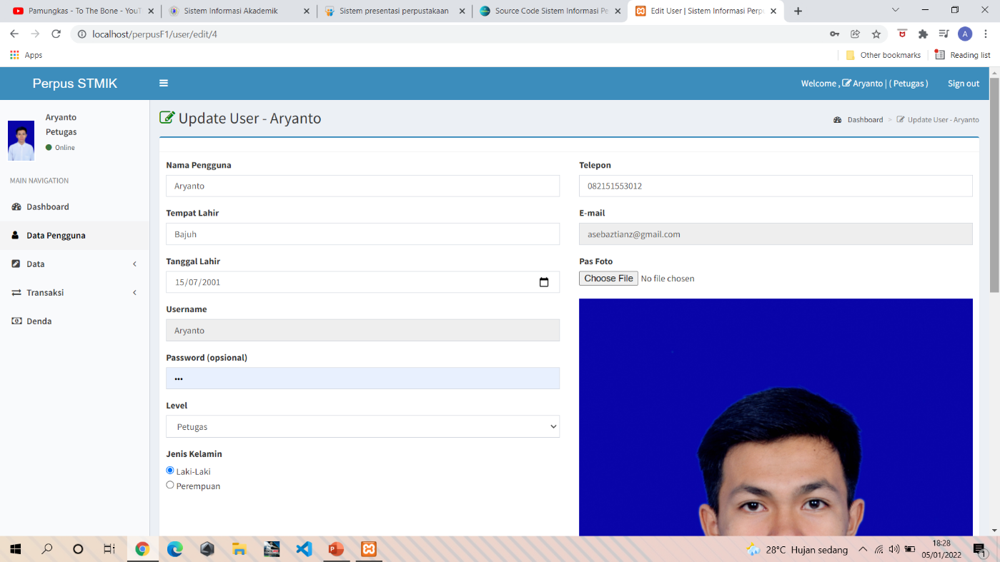 Pamungkas - To The Bone - YouT
Sistem Informasi Akademik
Sistem presentasi perpustakaan
Source Code Sistem Informasi Pe
Edit User | Sistem Informasi Perpu
localhost/perpusF1/user/edit/4
A
Apps
Other bookmarks
Reading list
Perpus STMIK
Welcome , Aryanto | ( Petugas )
Sign out
Aryanto
Petugas
Online
MAIN NAVIGATION
Dashboard
Data Pengguna
Data
Transaksi
Denda
Update User - Aryanto
Dashboard > Update User - Aryanto
Nama Pengguna
Aryanto
Tempat Lahir
Bajuh
Tanggal Lahir
15/07/2001
Username
Aryanto
Password (opsional)
•••
Level
Petugas
Jenis Kelamin
Laki-Laki
Perempuan
Telepon
082151553012
E-mail
asebaztianz@gmail.com
Pas Foto
Choose File No file chosen
28°C Hujan sedang
18:28
05/01/2022
1